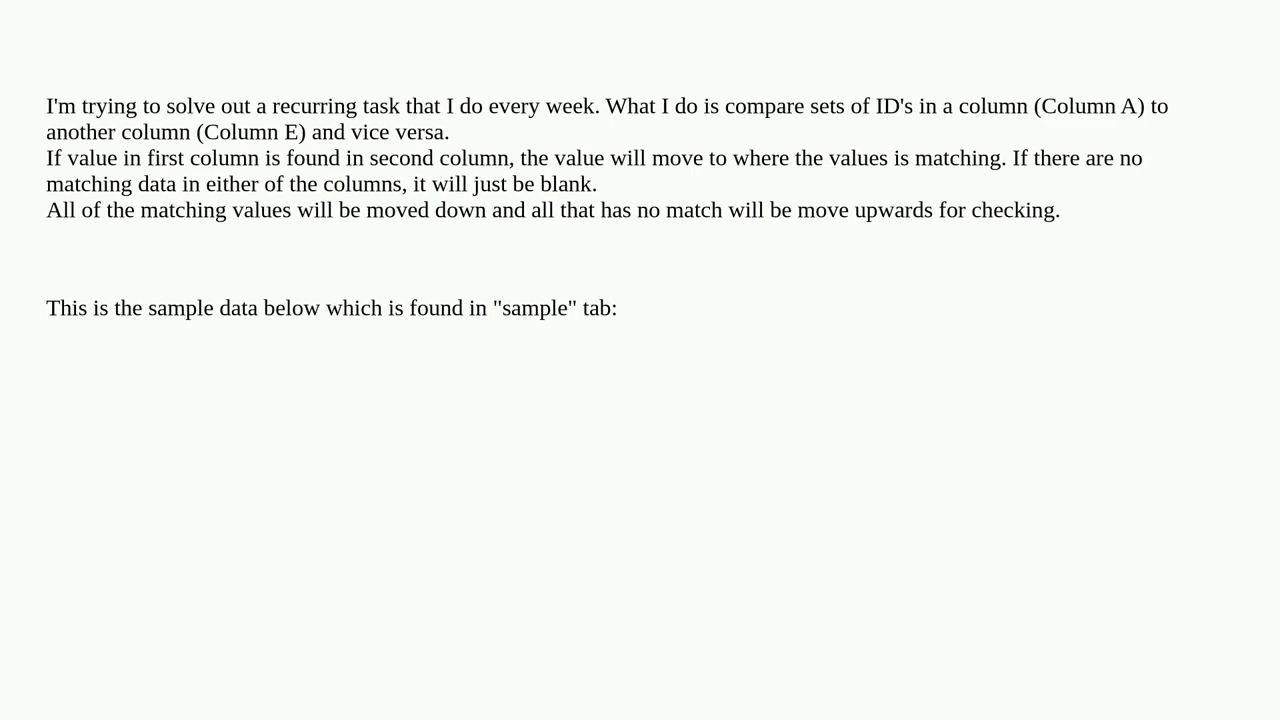 I'm trying to solve out a recurring task that I do every week. What I do is compare sets of ID's in a column (Column A) to
another column (Column E) and vice versa.
If value in first column is found in second column, the value will move to where the values is matching. If there are no
matching data in either of the columns, it will just be blank.
All of the matching values will be moved down and all that has no match will be move upwards for checking.
This is the sample data below which is found in "sample" tab: